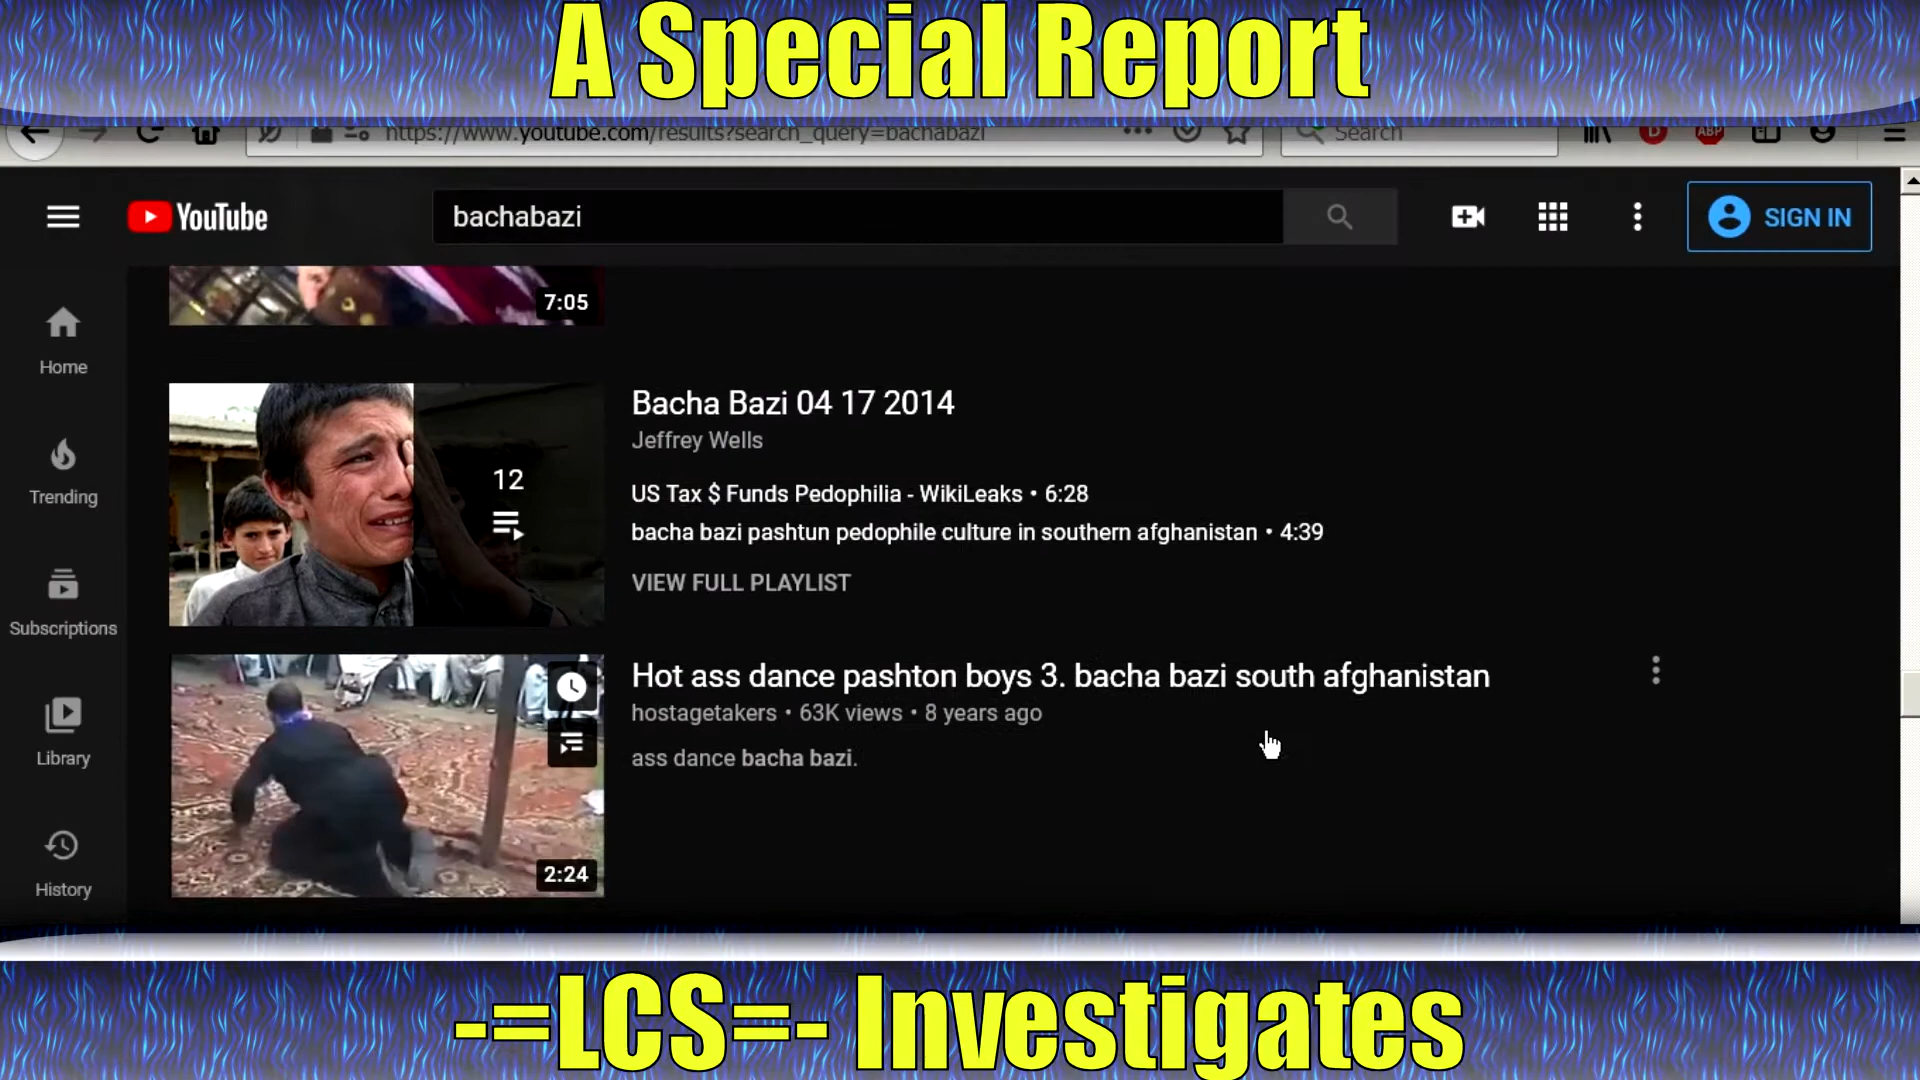 A Special Report
https://www.youtube.com/results?search_query=bachabazi
Search
ABP
YouTube
bachabazi
SIGN IN
7:05
Home
Bacha Bazi 04 17 2014
Jeffrey Wells
12
US Tax $ Funds Pedophilia - WikiLeaks • 6:28
Trending
bacha bazi pashtun pedophile culture in southern afghanistan • 4:39
VIEW FULL PLAYLIST
Subscriptions
Hot ass dance pashton boys 3. bacha bazi south afghanistan
hostagetakers • 63K views • 8 years ago
Library
ass dance bacha bazi.
2:24
History
-=LCS=- Investigates